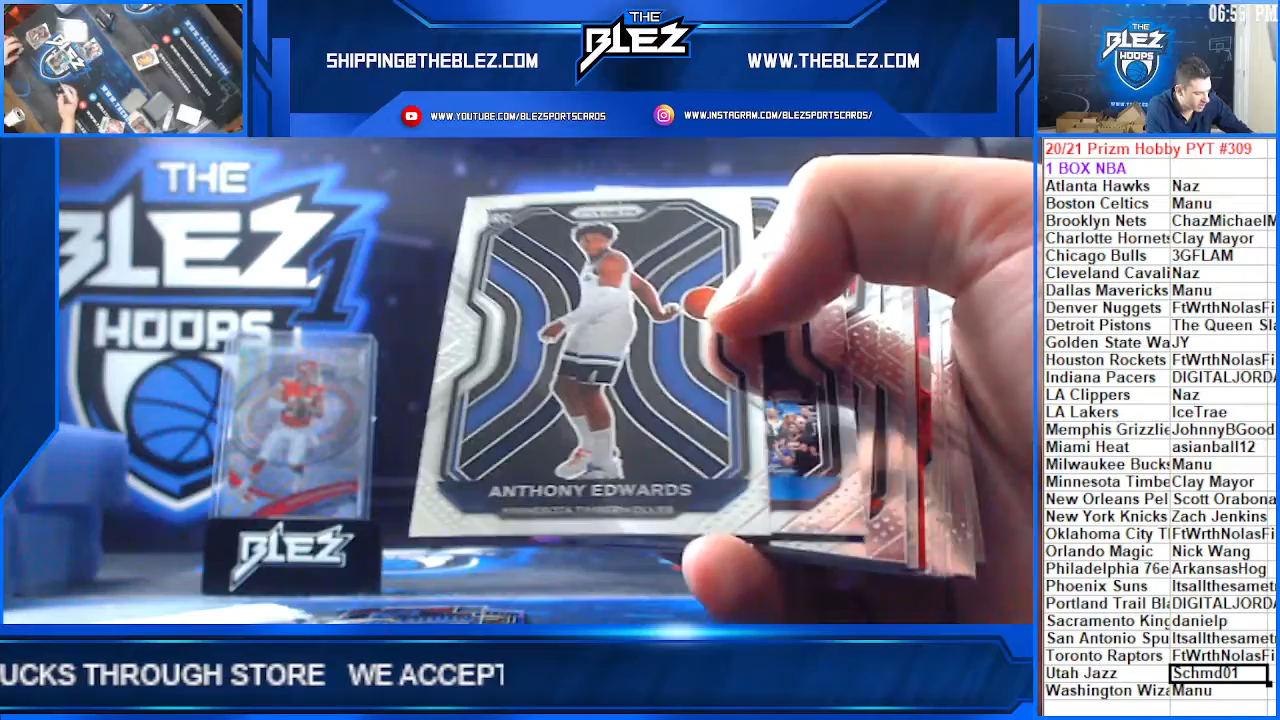 06:55 PM
THE
BLEZ
SHIPPING@THEBLEZ.COM
WWW.THEBLEZ.COM
WWW.YOUTUBE.COM/BLEZSPORTSCARDS
WWW.INSTAGRAM.COM/BLEZSPORTSCARDS/
THE
BLEZ
HOOPS
THE
BLEZ
HOOPS
1
BLEZ
RC
PRIZM
ANTHONY EDWARDS
MINNESOTA TIMBERWOLVES
20/21 Prizm Hobby PYT #309
1 BOX NBA
Atlanta Hawks Naz
Boston Celtics Manu
Brooklyn Nets ChazMichaelM
Charlotte Hornets Clay Mayor
Chicago Bulls 3GFLAM
Cleveland Cavali Naz
Dallas Mavericks Manu
Denver Nuggets FtWrthNolasFi
Detroit Pistons The Queen Sl
Golden State Wa JY
Houston Rockets FtWrthNolasFi
Indiana Pacers DIGITALJORDA
LA Clippers Naz
LA Lakers IceTrae
Memphis Grizzlie JohnnyBGood
Miami Heat asianball12
Milwaukee Bucks Manu
Minnesota Timbe Clay Mayor
New Orleans Pel Scott Orabona
New York Knicks Zach Jenkins
Oklahoma City T FtWrthNolasFi
Orlando Magic Nick Wang
Philadelphia 76e ArkansasHog
Phoenix Suns Itsallthesamet
Portland Trail Bla DIGITALJORDA
Sacramento King danielp
San Antonio Spu Itsallthesamet
Toronto Raptors FtWrthNolasFi
Utah Jazz Schmd01
Washington Wiza Manu
UCKS THROUGH STORE WE ACCEPT